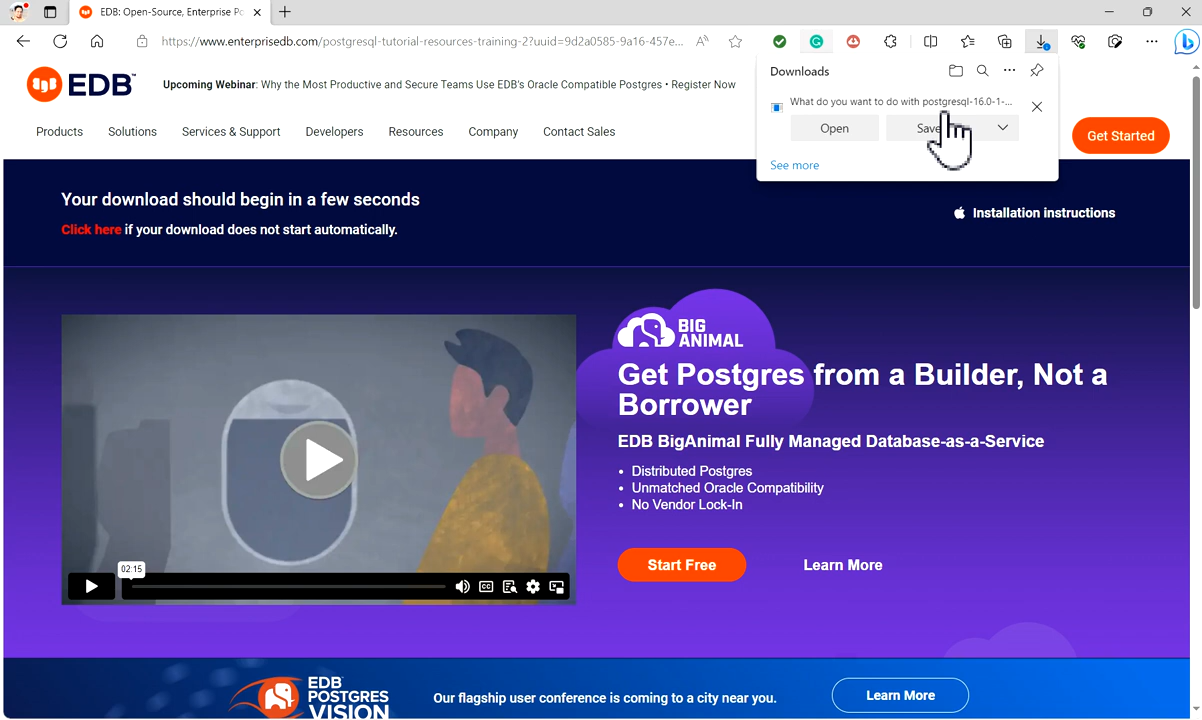 EDB: Open-Source, Enterprise Po
https://www.enterprisedb.com/postgresql-tutorial-resources-training-2?uuid=9d2a0585-9a16-457e...
EDB™
Upcoming Webinar: Why the Most Productive and Secure Teams Use EDB's Oracle Compatible Postgres • Register Now
Downloads
What do you want to do with postgresql-16.0-1-...
Open
Save
See more
Products
Solutions
Services & Support
Developers
Resources
Company
Contact Sales
Get Started
Your download should begin in a few seconds
Click here if your download does not start automatically.
Installation instructions
BIG
ANIMAL
Get Postgres from a Builder, Not a
Borrower
EDB BigAnimal Fully Managed Database-as-a-Service
• Distributed Postgres
• Unmatched Oracle Compatibility
• No Vendor Lock-In
Start Free
Learn More
02:15
CC
EDB
POSTGRES
VISION
Our flagship user conference is coming to a city near you.
Learn More